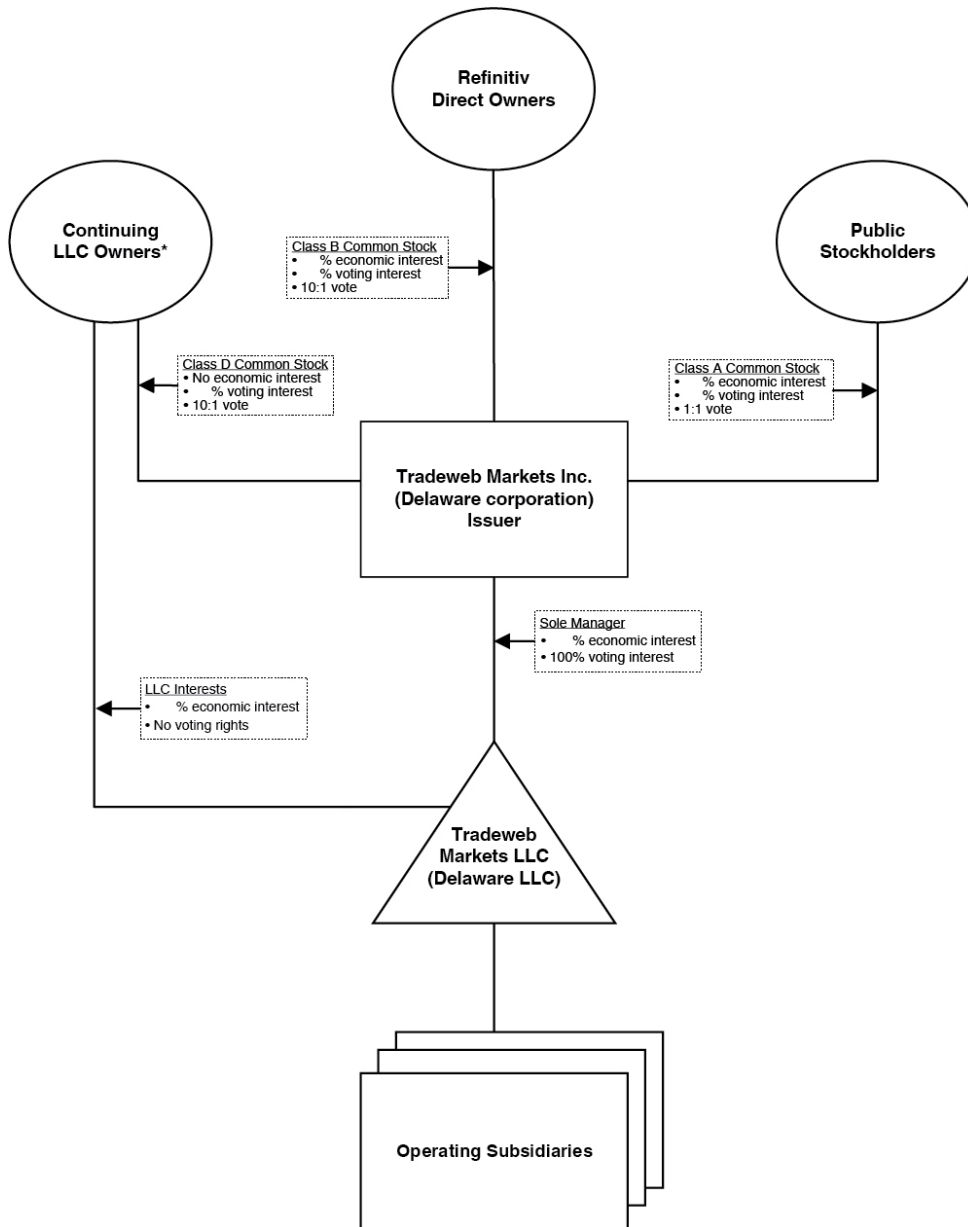 Refinitiv
Direct Owners
Continuing
LLC Owners*
Public
Stockholders
Class B Common Stock
• % economic interest
• % voting interest
• 10:1 vote
Class D Common Stock
• No economic interest
• % voting interest
• 10:1 vote
Class A Common Stock
• % economic interest
• % voting interest
• 1:1 vote
Tradeweb Markets Inc.
(Delaware corporation)
Issuer
Sole Manager
• % economic interest
• 100% voting interest
LLC Interests
• % economic interest
• No voting rights
Tradeweb
Markets LLC
(Delaware LLC)
Operating Subsidiaries